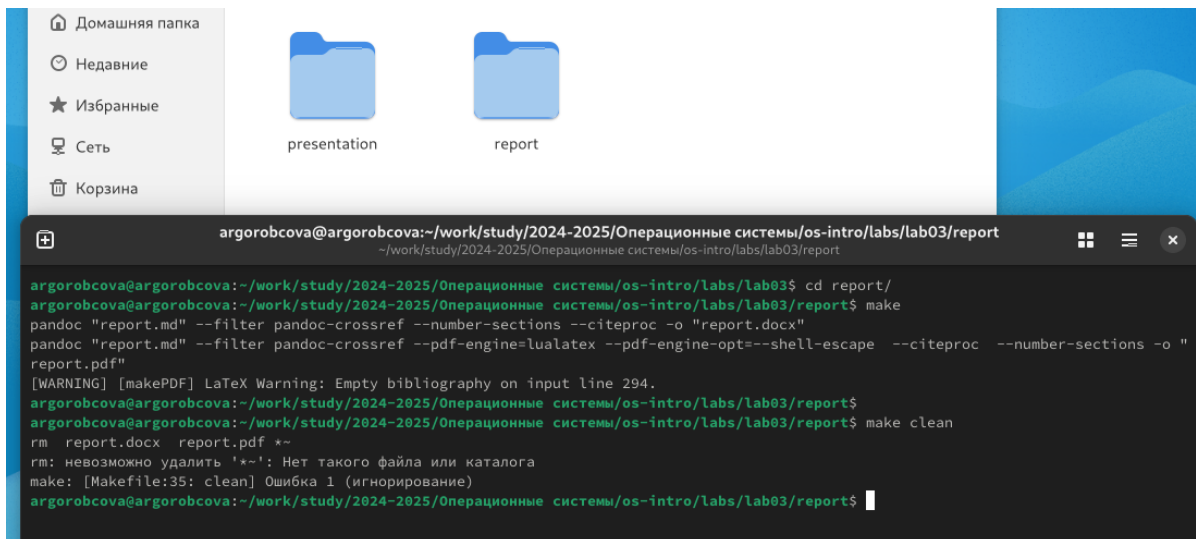 Домашняя папка
Недавние
Избранные
Сеть
Корзина
presentation
report
argorobcova@argorobcova:~/work/study/2024-2025/Операционные системы/os-intro/labs/lab03/report
~/work/study/2024-2025/Операционные системы/os-intro/labs/lab03/report
argorobcova@argorobcova:~/work/study/2024-2025/Операционные системы/os-intro/labs/lab03$ cd report/
argorobcova@argorobcova:~/work/study/2024-2025/Операционные системы/os-intro/labs/lab03/report$ make
pandoc "report.md" --filter pandoc-crossref --number-sections --citeproc -o "report.docx"
pandoc "report.md" --filter pandoc-crossref --pdf-engine=lualatex --pdf-engine-opt=--shell-escape  --citeproc  --number-sections -o "
report.pdf"
[WARNING] [makePDF] LaTeX Warning: Empty bibliography on input line 294.
argorobcova@argorobcova:~/work/study/2024-2025/Операционные системы/os-intro/labs/lab03/report$
argorobcova@argorobcova:~/work/study/2024-2025/Операционные системы/os-intro/labs/lab03/report$ make clean
rm  report.docx  report.pdf *~
rm: невозможно удалить '*~': Нет такого файла или каталога
make: [Makefile:35: clean] Ошибка 1 (игнорирование)
argorobcova@argorobcova:~/work/study/2024-2025/Операционные системы/os-intro/labs/lab03/report$